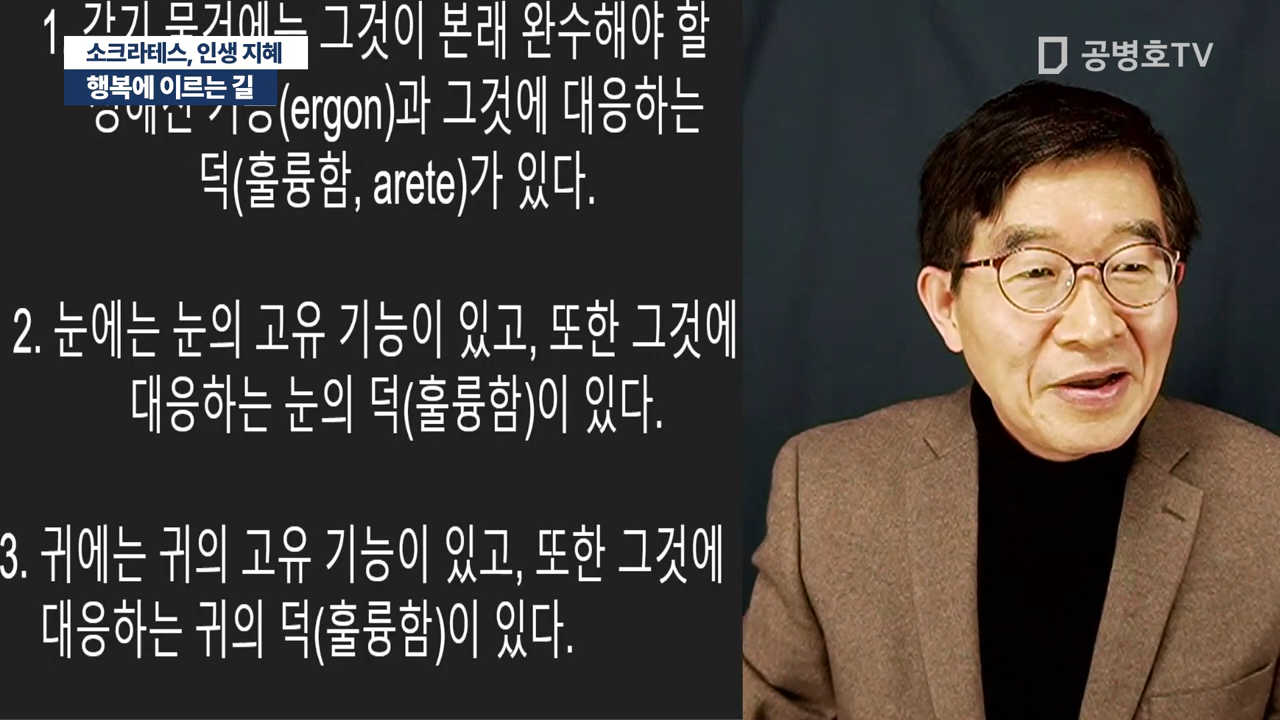 소크라테스, 인생 지혜
행복에 이르는 길
공병호TV
1. 각기 물건에는 그것이 본래 완수해야 할
(ergon)과 그것에 대응하는
덕(훌륭함, arete)가 있다.
2. 눈에는 눈의 고유 기능이 있고, 또한 그것에
대응하는 눈의 덕(훌륭함)이 있다.
3. 귀에는 귀의 고유 기능이 있고, 또한 그것에
대응하는 귀의 덕(훌륭함)이 있다.